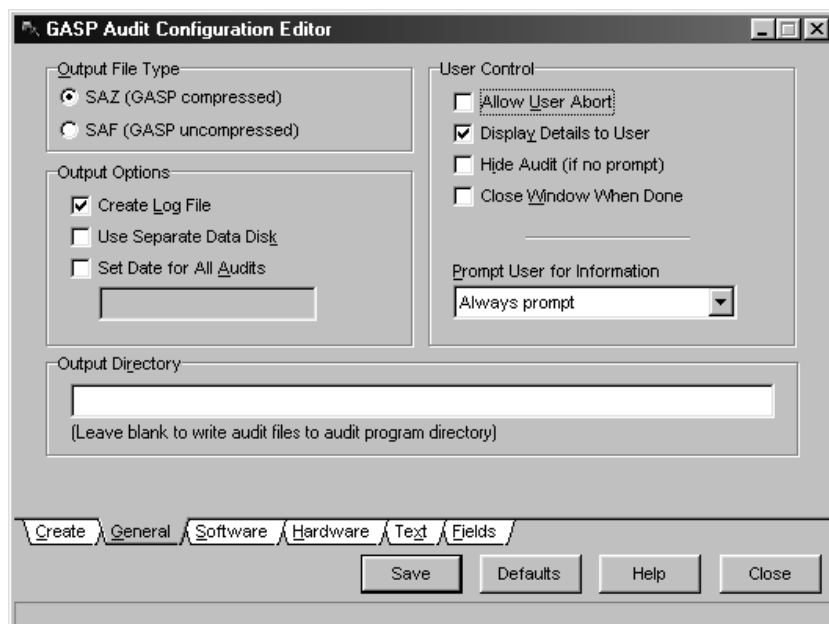 GASP Audit Configuration Editor
Output File Type
SAZ (GASP compressed)
SAF (GASP uncompressed)
Output Options
Create Log File
Use Separate Data Disk
Set Date for All Audits
User Control
Allow User Abort
Display Details to User
Hide Audit (if no prompt)
Close Window When Done
Prompt User for Information
Always prompt
Output Directory
(Leave blank to write audit files to audit program directory)
Create General Software Hardware Text Fields
Save Defaults Help Close